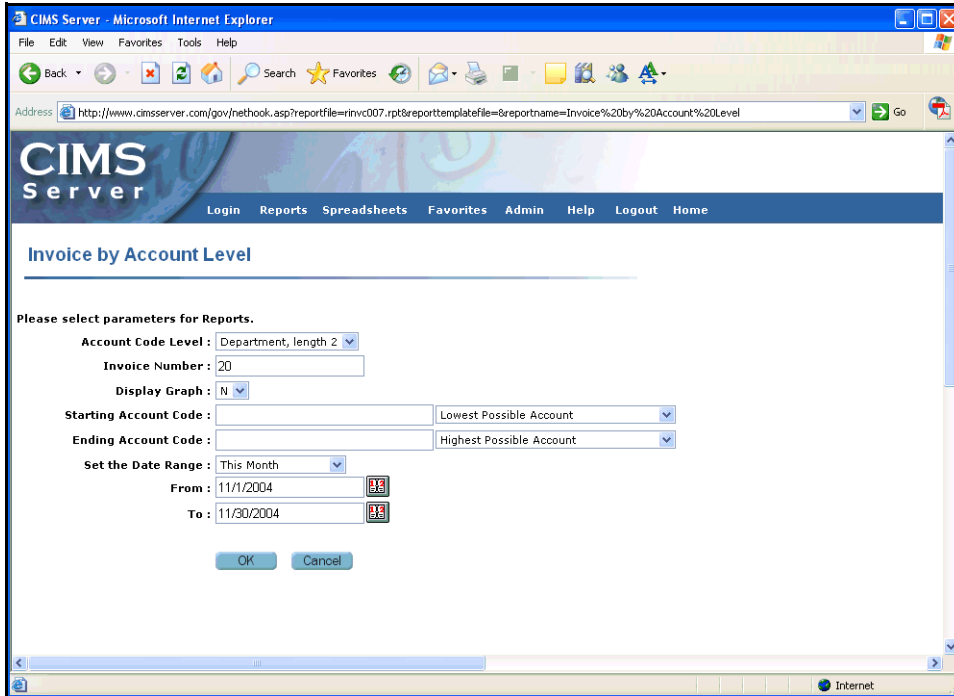 CIMS Server - Microsoft Internet Explorer
File Edit View Favorites Tools Help
Back Search Favorites
Address http://www.cimsserver.com/gov/nethook.asp?reportfile=rinvc007.rpt&reporttemplatefile=&reportname=Invoice%20by%20Account%20Level Go
CIMS
Server
Login Reports Spreadsheets Favorites Admin Help Logout Home
Invoice by Account Level
Please select parameters for Reports.
Account Code Level : Department, length 2
Invoice Number : 20
Display Graph : N
Starting Account Code : Lowest Possible Account
Ending Account Code : Highest Possible Account
Set the Date Range : This Month
From : 11/1/2004
To : 11/30/2004
OK Cancel
Internet